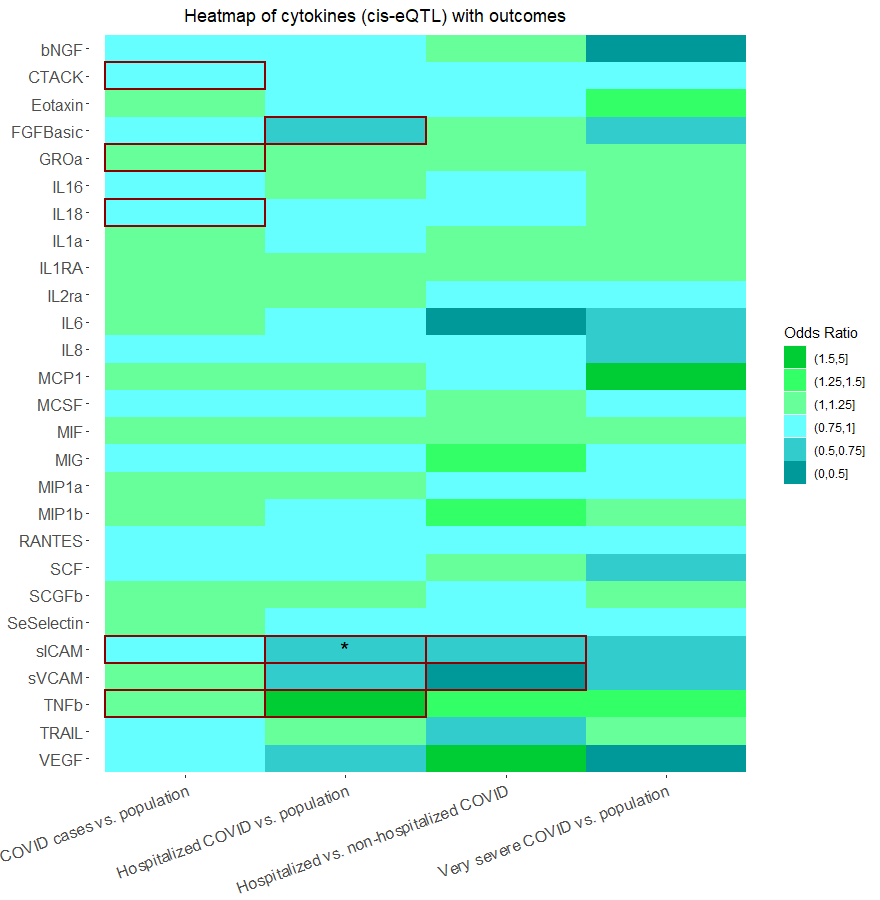 Heatmap of cytokines (cis-eQTL) with outcomes
bNGF
CTACK
Eotaxin
FGFBasic
GROa
IL16
IL18
IL1a
IL1RA
IL2ra
IL6
IL8
MCP1
MCSF
MIF
MIG
MIP1a
MIP1b
RANTES
SCF
SCGFb
SeSelectin
sICAM
*
sVCAM
TNFb
TRAIL
VEGF
COVID cases vs. population
Hospitalized COVID vs. population
Hospitalized vs. non-hospitalized COVID
Very severe COVID vs. population
Odds Ratio
(1.5,5]
(1.25,1.5]
(1,1.25]
(0.75,1]
(0.5,0.75]
(0,0.5]